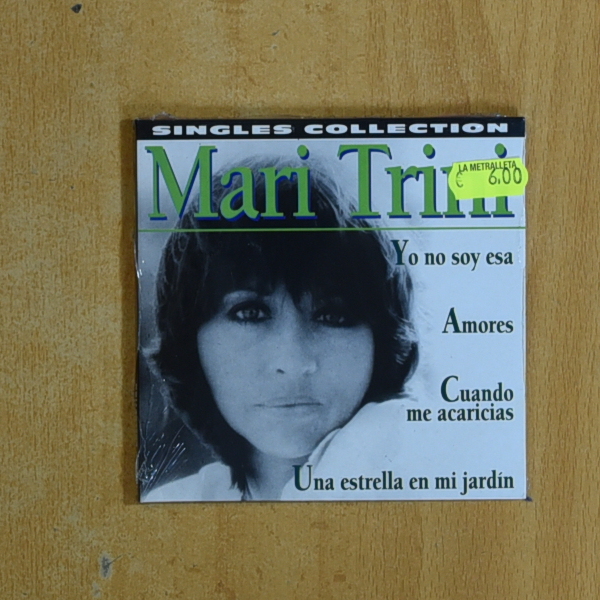 SINGLES COLLECTION
Mari Trini
LA METRALLETA
€ 6.00
Yo no soy esa
Amores
Cuando
me acaricias
Una estrella en mi jardín